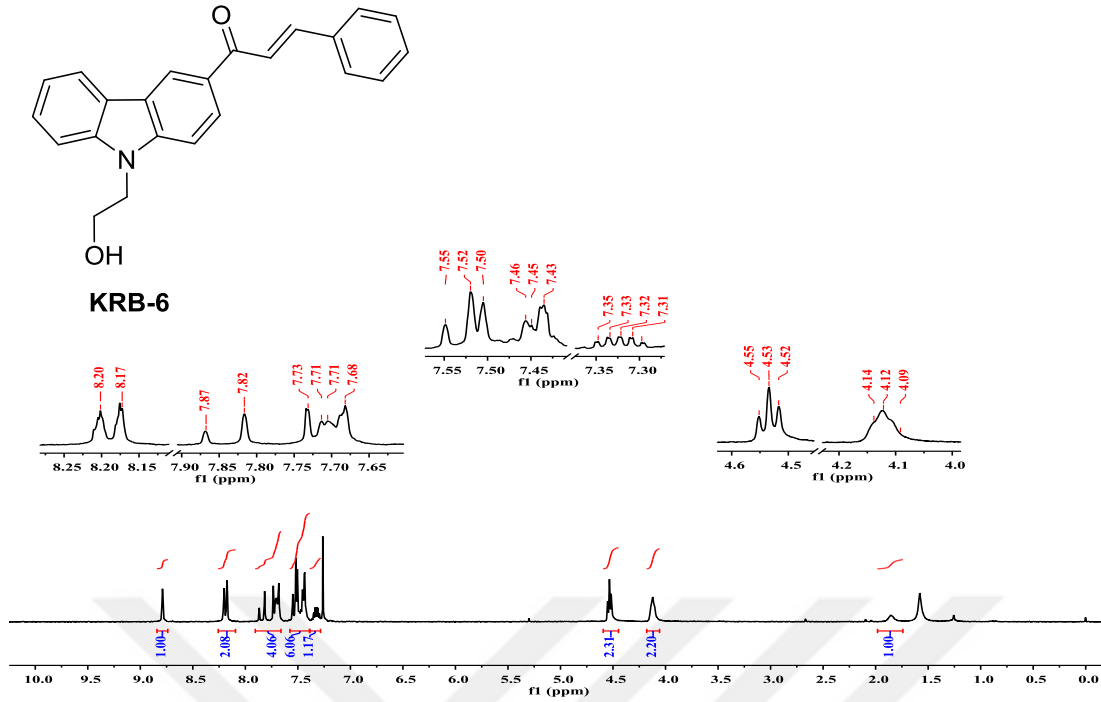 O
N
OH
KRB-6
7.55 7.52 7.50 7.46 7.45 7.43 7.35 7.33 7.32 7.31
7.55 7.50 7.45 7.35 7.30
f1 (ppm)
8.20 8.17 7.87 7.82 7.73 7.71 7.71 7.68
8.25 8.20 8.15 7.90 7.85 7.80 7.75 7.70 7.65
f1 (ppm)
4.55 4.53 4.52 4.14 4.12 4.09
4.6 4.5 4.2 4.1 4.0
f1 (ppm)
1.00 2.08 4.06 6.06 1.17 2.31 2.20 1.00
10.0 9.5 9.0 8.5 8.0 7.5 7.0 6.5 6.0 5.5 5.0 4.5 4.0 3.5 3.0 2.5 2.0 1.5 1.0 0.5 0.0
f1 (ppm)